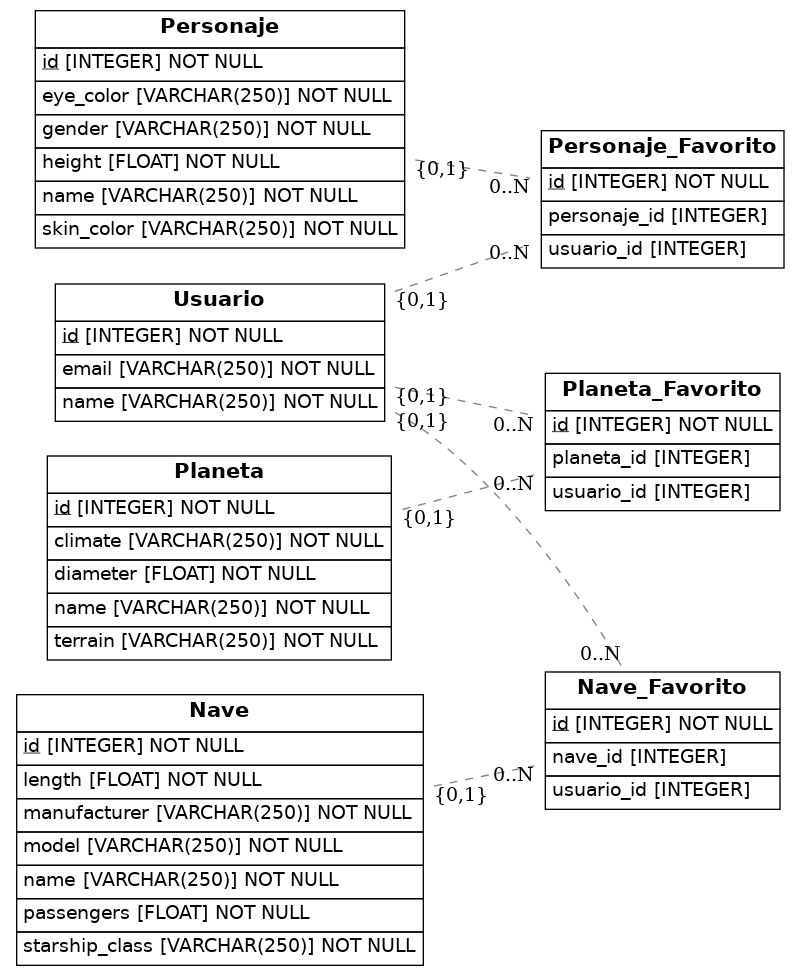 Personaje
id [INTEGER] NOT NULL
eye_color [VARCHAR(250)] NOT NULL
gender [VARCHAR(250)] NOT NULL
height [FLOAT] NOT NULL
name [VARCHAR(250)] NOT NULL
skin_color [VARCHAR(250)] NOT NULL
{0,1}
0..N
Personaje_Favorito
id [INTEGER] NOT NULL
personaje_id [INTEGER]
usuario_id [INTEGER]
Usuario
id [INTEGER] NOT NULL
email [VARCHAR(250)] NOT NULL
name [VARCHAR(250)] NOT NULL
{0,1}
0..N
{0,1}
0..N
{0,1}
0..N
Planeta_Favorito
id [INTEGER] NOT NULL
planeta_id [INTEGER]
usuario_id [INTEGER]
Planeta
id [INTEGER] NOT NULL
climate [VARCHAR(250)] NOT NULL
diameter [FLOAT] NOT NULL
name [VARCHAR(250)] NOT NULL
terrain [VARCHAR(250)] NOT NULL
{0,1}
0..N
Nave_Favorito
id [INTEGER] NOT NULL
nave_id [INTEGER]
usuario_id [INTEGER]
Nave
id [INTEGER] NOT NULL
length [FLOAT] NOT NULL
manufacturer [VARCHAR(250)] NOT NULL
model [VARCHAR(250)] NOT NULL
name [VARCHAR(250)] NOT NULL
passengers [FLOAT] NOT NULL
starship_class [VARCHAR(250)] NOT NULL
{0,1}
0..N